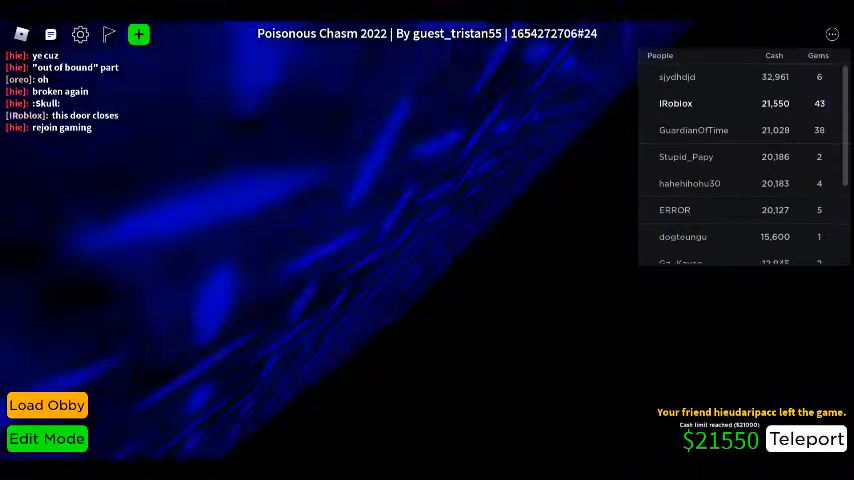 Poisonous Chasm 2022 | By guest_tristan55 | 1654272706#24
[hie]: ye cuz
[hie]: "out of bound" part
[oreo]: oh
[hie]: broken again
[hie]: :Skull:
[IRoblox]: this door closes
[hie]: rejoin gaming
People Cash Gems
sjydhdjd 32,961 6
IRoblox 21,550 43
GuardianOfTime 21,028 38
Stupid_Papy 20,186 2
hahehihohu30 20,183 4
ERROR 20,127 5
dogteungu 15,600 1
Load Obby
Edit Mode
Your friend hieudaripacc left the game.
Cash limit reached ($21000)
$21550
Teleport